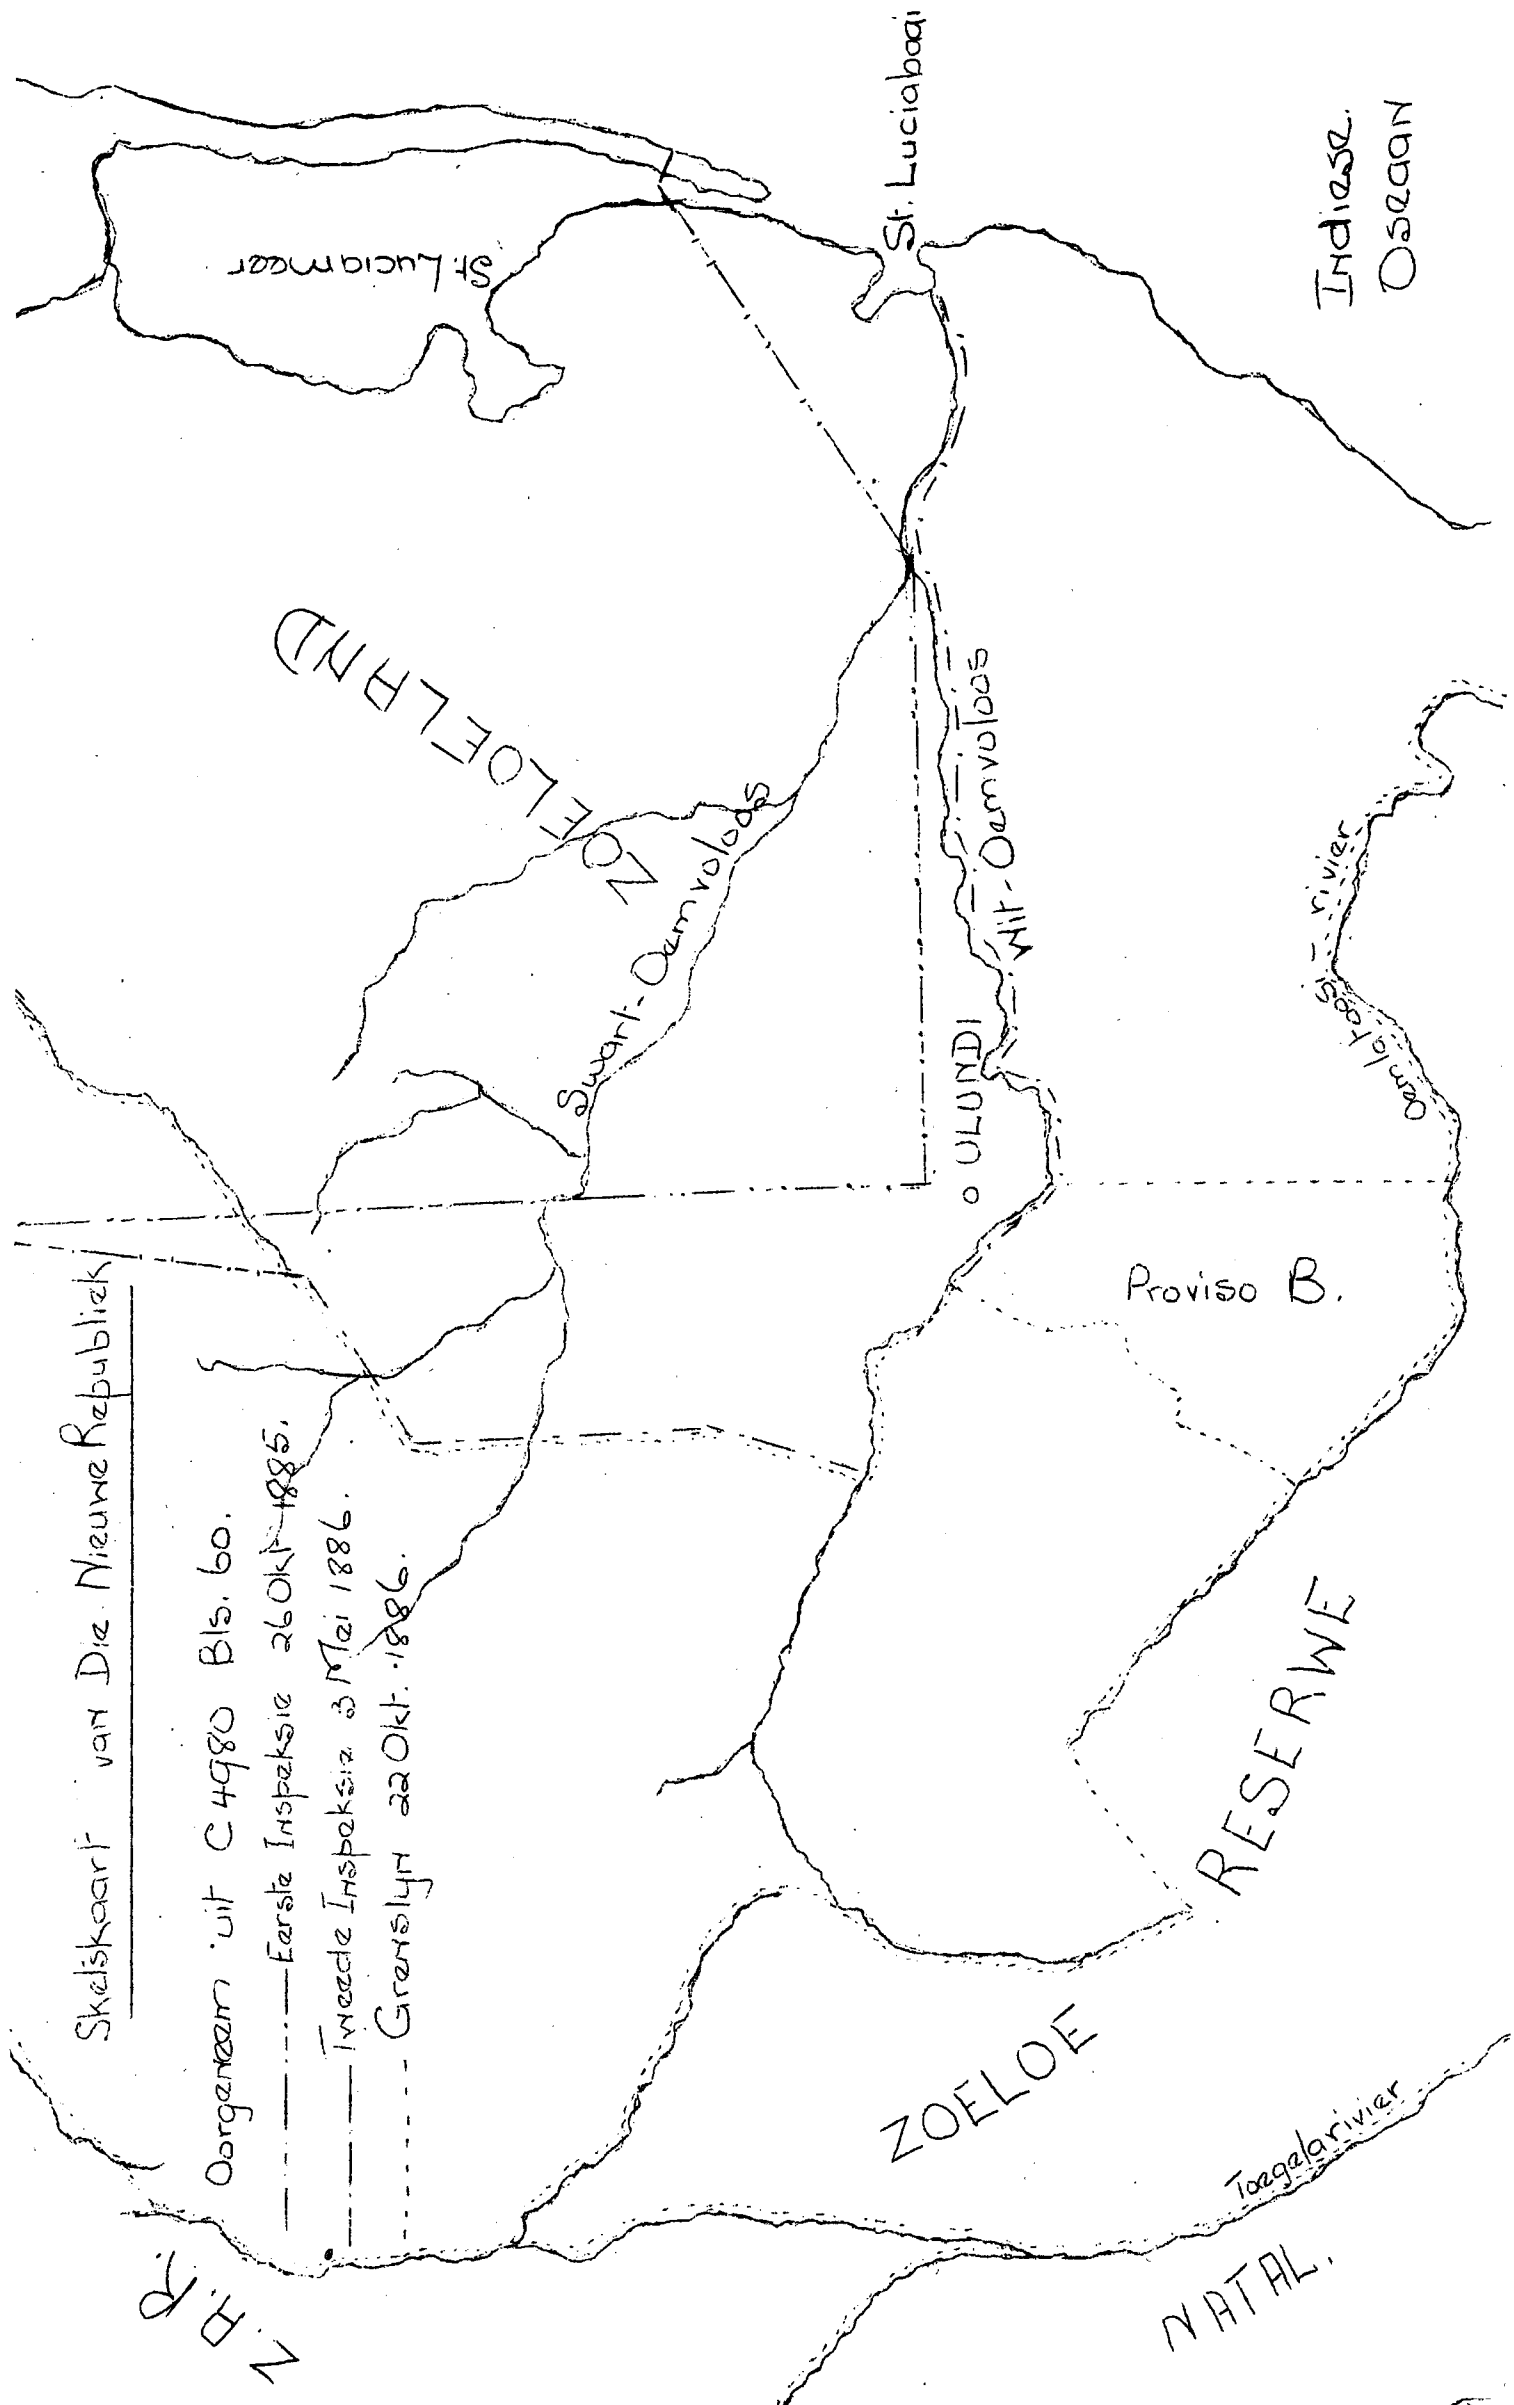 Sketskaart van Die Nieuwe Republiek
Oorgeneem uit C 4980 Bls. 60.
Eerste Inspeksie 26 Okt 1885.
Tweede Inspeksie 3 Mei 1886.
Grenslyn 22 Okt. 1886.
Z.A.R.
ZOELOELAND
St. Luciameer
St. Luciabaai
Swart-Oemvoloos
ULUNDI
Wit-Oemvoloos
Proviso B.
Oemlatoosi-rivier
ZOELOE
RESERWE
Toegelarivier
NATAL.
Indiese
Oseaan